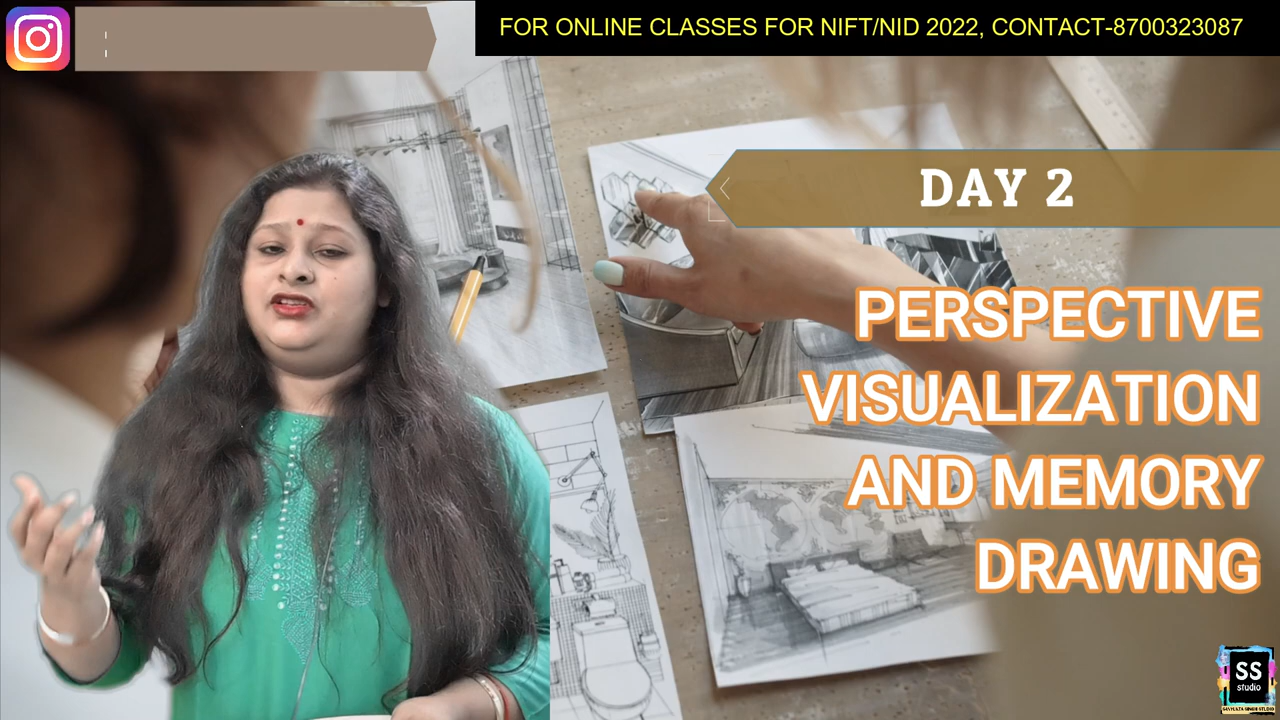 FOR ONLINE CLASSES FOR NIFT/NID 2022, CONTACT-8700323087
DAY 2
PERSPECTIVE
VISUALIZATION
AND MEMORY
DRAWING
SS
studio